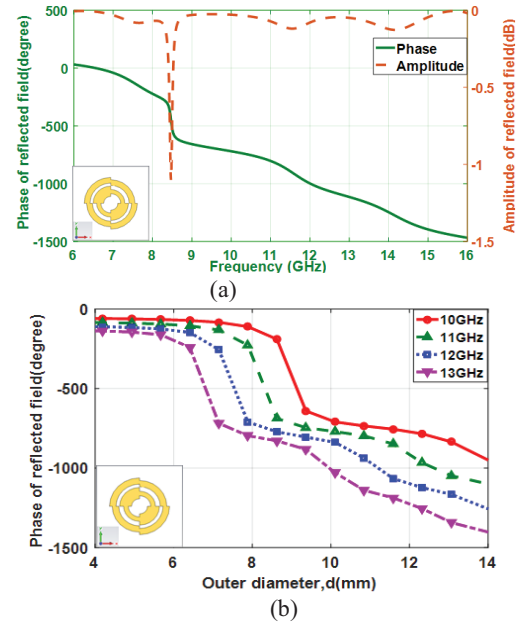 500
0
-500
-1000
-1500
Phase of reflected field(degree)
0
-0.5
-1
-1.5
Amplitude of reflected field(dB)
Phase
Amplitude
6 7 8 9 10 11 12 13 14 15 16
Frequency (GHz)
(a)
0
-500
-1000
-1500
Phase of reflected field(degree)
10GHz
11GHz
12GHz
13GHz
4 6 8 10 12 14
Outer diameter,d(mm)
(b)